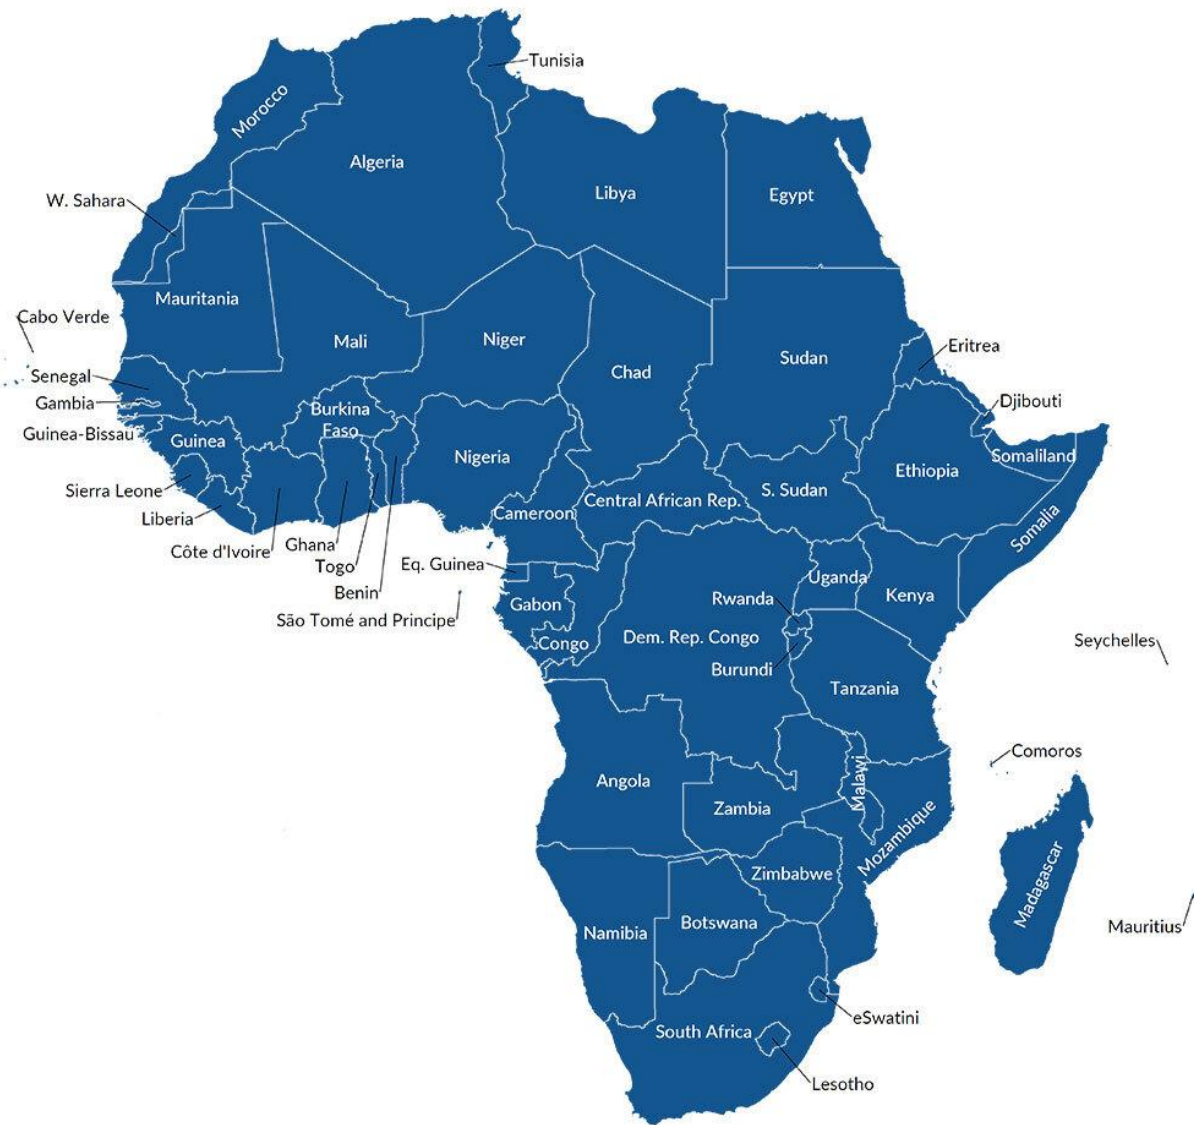 Tunisia
Morocco
Algeria
Libya
Egypt
W. Sahara
Mauritania
Cabo Verde
Mali
Niger
Chad
Sudan
Eritrea
Senegal
Gambia
Djibouti
Burkina
Faso
Guinea-Bissau
Guinea
Nigeria
Ethiopia
Somaliland
Sierra Leone
Central African Rep.
S. Sudan
Cameroon
Somalia
Liberia
Côte d'Ivoire
Ghana
Togo
Eq. Guinea
Benin
Uganda
Kenya
São Tomé and Principe
Gabon
Rwanda
Congo
Dem. Rep. Congo
Seychelles
Burundi
Tanzania
Comoros
Angola
Malawi
Zambia
Mozambique
Zimbabwe
Madagascar
Namibia
Botswana
Mauritius
eSwatini
South Africa
Lesotho